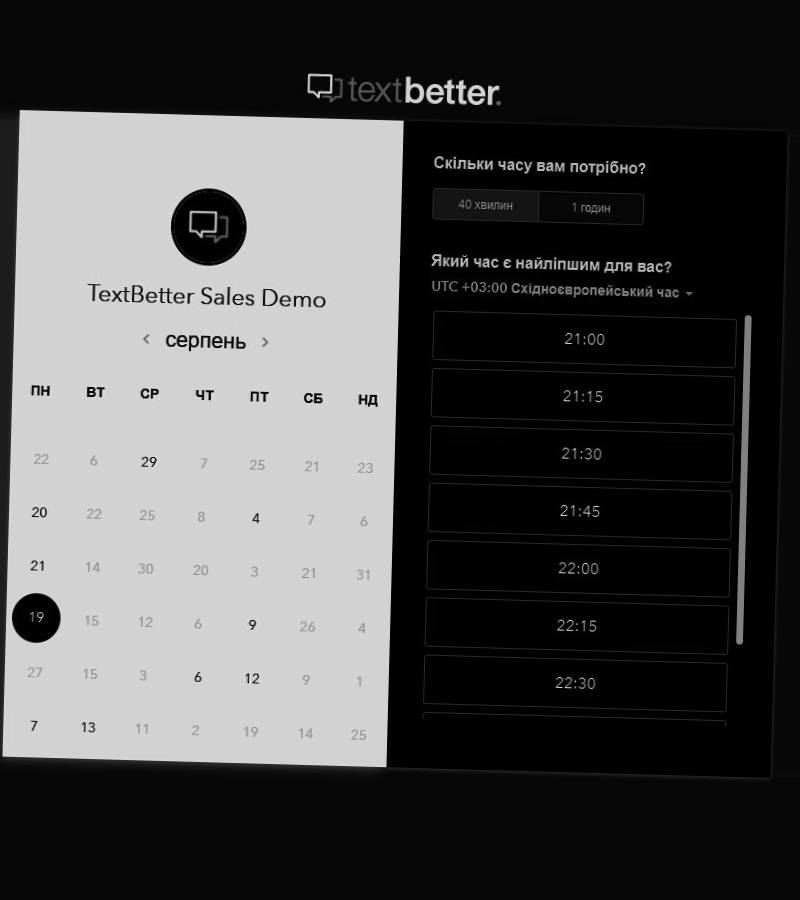 textbetter.
TextBetter Sales Demo
серпень
ПН ВТ СР ЧТ ПТ СБ НД
22 6 29 7 25 21 23
20 22 25 8 4 7 6
21 14 30 20 3 21 31
19 15 12 6 9 26 4
27 15 3 6 12 9 1
7 13 11 2 19 14 25
Скільки часу вам потрібно?
40 хвилин 1 годин
Який час є найліпшим для вас?
UTC +03:00 Східноєвропейський час
21:00
21:15
21:30
21:45
22:00
22:15
22:30